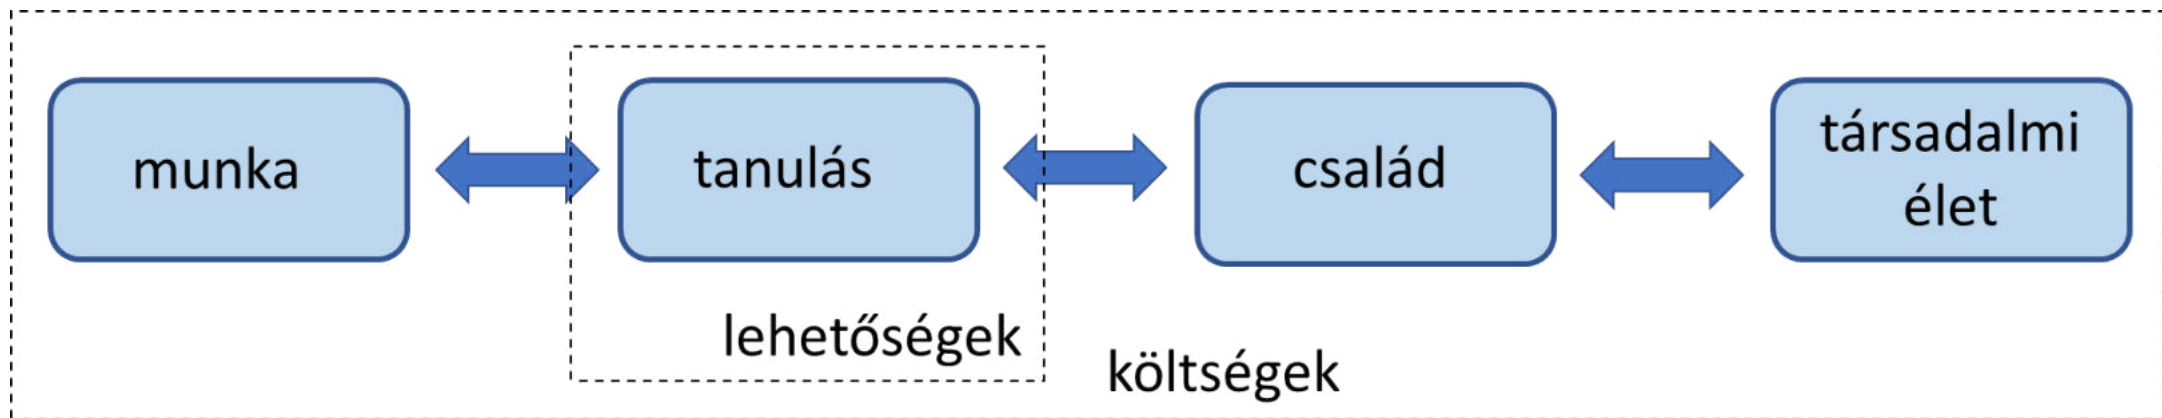 munka
tanulás
család
társadalmi
élet
lehetőségek
költségek